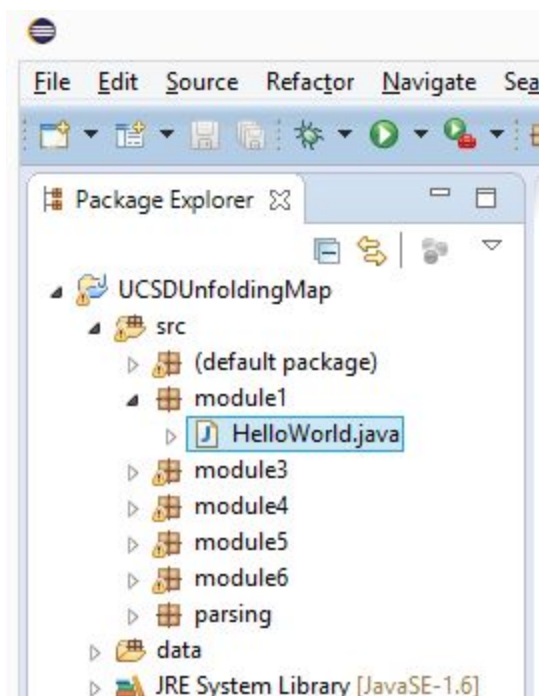 File Edit Source Refactor Navigate Sea
Package Explorer
UCSDUnfoldingMap
src
(default package)
module1
HelloWorld.java
module3
module4
module5
module6
parsing
data
JRE System Library [JavaSE-1.6]